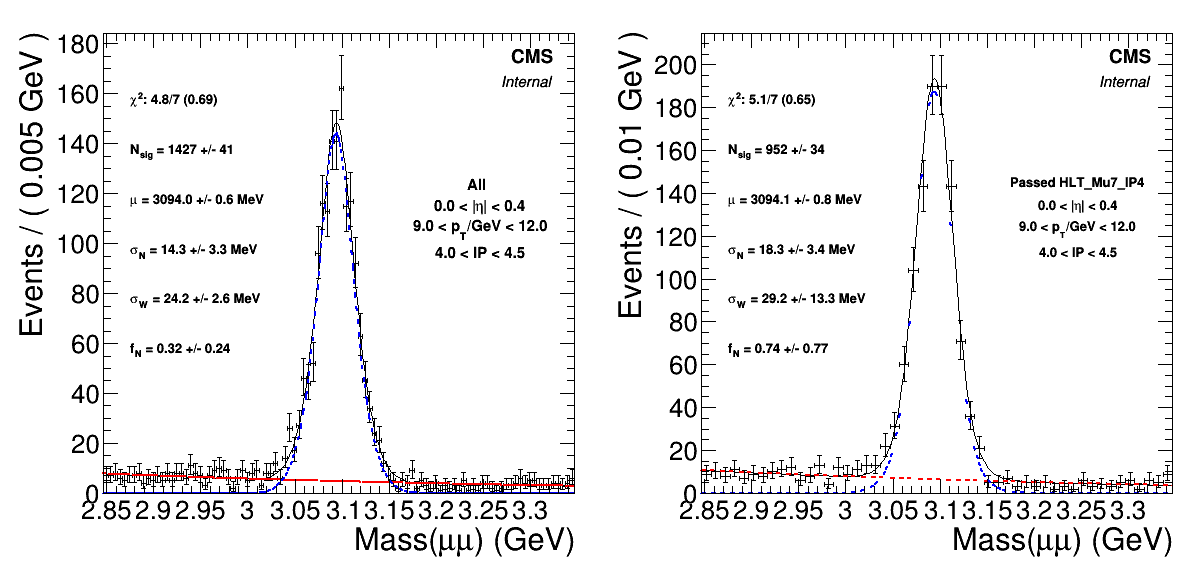 Events / ( 0.005 GeV )
180
160
140
120
100
80
60
40
20
0
CMS
Internal
χ²: 4.8/7 (0.69)
N_sig = 1427 +/- 41
μ = 3094.0 +/- 0.6 MeV
σ_N = 14.3 +/- 3.3 MeV
σ_W = 24.2 +/- 2.6 MeV
f_N = 0.32 +/- 0.24
All
0.0 < |η| < 0.4
9.0 < p_T/GeV < 12.0
4.0 < IP < 4.5
2.85 2.9 2.95 3 3.05 3.1 3.15 3.2 3.25 3.3
Mass(μμ) (GeV)
Events / ( 0.01 GeV )
200
180
160
140
120
100
80
60
40
20
0
CMS
Internal
χ²: 5.1/7 (0.65)
N_sig = 952 +/- 34
μ = 3094.1 +/- 0.8 MeV
σ_N = 18.3 +/- 3.4 MeV
σ_W = 29.2 +/- 13.3 MeV
f_N = 0.74 +/- 0.77
Passed HLT_Mu7_IP4
0.0 < |η| < 0.4
9.0 < p_T/GeV < 12.0
4.0 < IP < 4.5
2.85 2.9 2.95 3 3.05 3.1 3.15 3.2 3.25 3.3
Mass(μμ) (GeV)